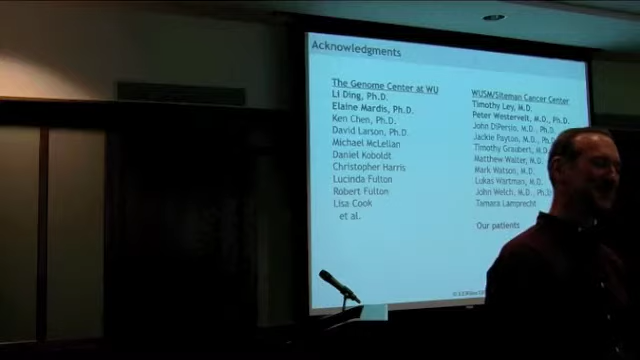 Acknowledgments
The Genome Center at WU
Li Ding, Ph.D.
Elaine Mardis, Ph.D.
Ken Chen, Ph.D.
David Larson, Ph.D.
Michael McLellan
Daniel Koboldt
Christopher Harris
Lucinda Fulton
Robert Fulton
Lisa Cook
et al.
WUSM/Siteman Cancer Center
Timothy Ley, M.D.
Peter Westervelt, M.D., Ph.D.
John DiPersio, M.D., Ph.D.
Jackie Payton, M.D., Ph.D.
Timothy Graubert, M.D.
Matthew Walter, M.D.
Mark Watson, M.D.
Lukas Wartman, M.D.
John Welch, M.D., Ph.D
Tamara Lamprecht
Our patients